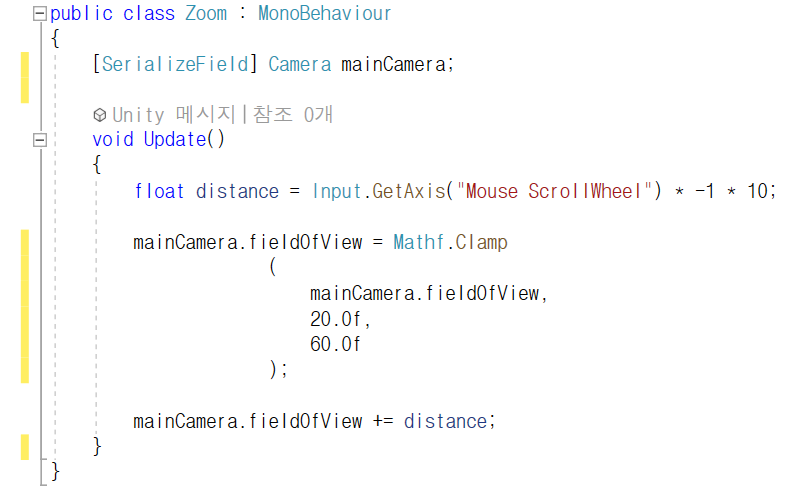 public class Zoom : MonoBehaviour
{
[SerializeField] Camera mainCamera;
Unity 메시지|참조 0개
void Update()
{
float distance = Input.GetAxis("Mouse ScrollWheel") * -1 * 10;
mainCamera.fieldOfView = Mathf.Clamp
(
mainCamera.fieldOfView,
20.0f,
60.0f
);
mainCamera.fieldOfView += distance;
}
}